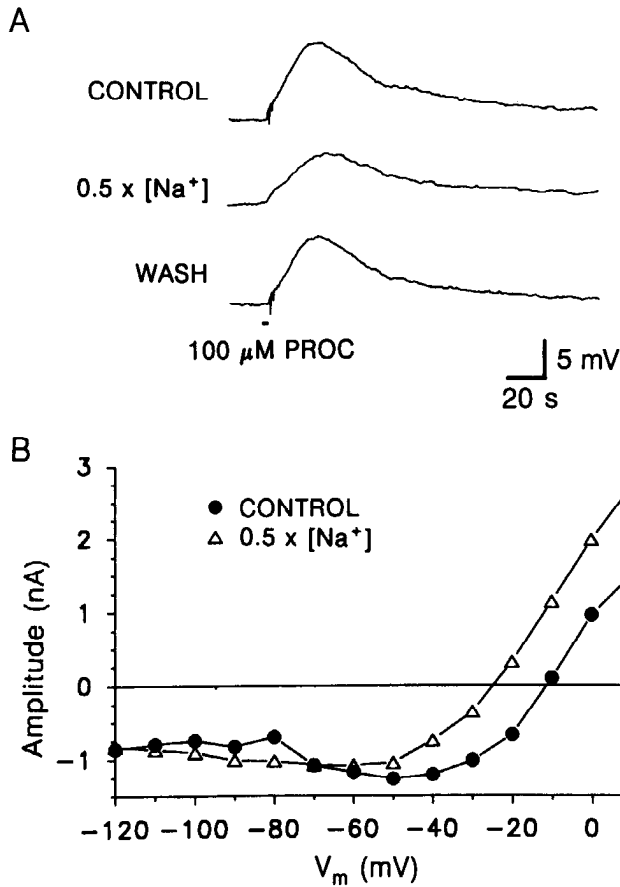 A
CONTROL
0.5 x [Na⁺]
WASH
100 μM PROC
5 mV
20 s
B
3
2
1
0
−1
Amplitude (nA)
CONTROL
0.5 x [Na⁺]
−120 −100 −80 −60 −40 −20 0
Vₘ (mV)